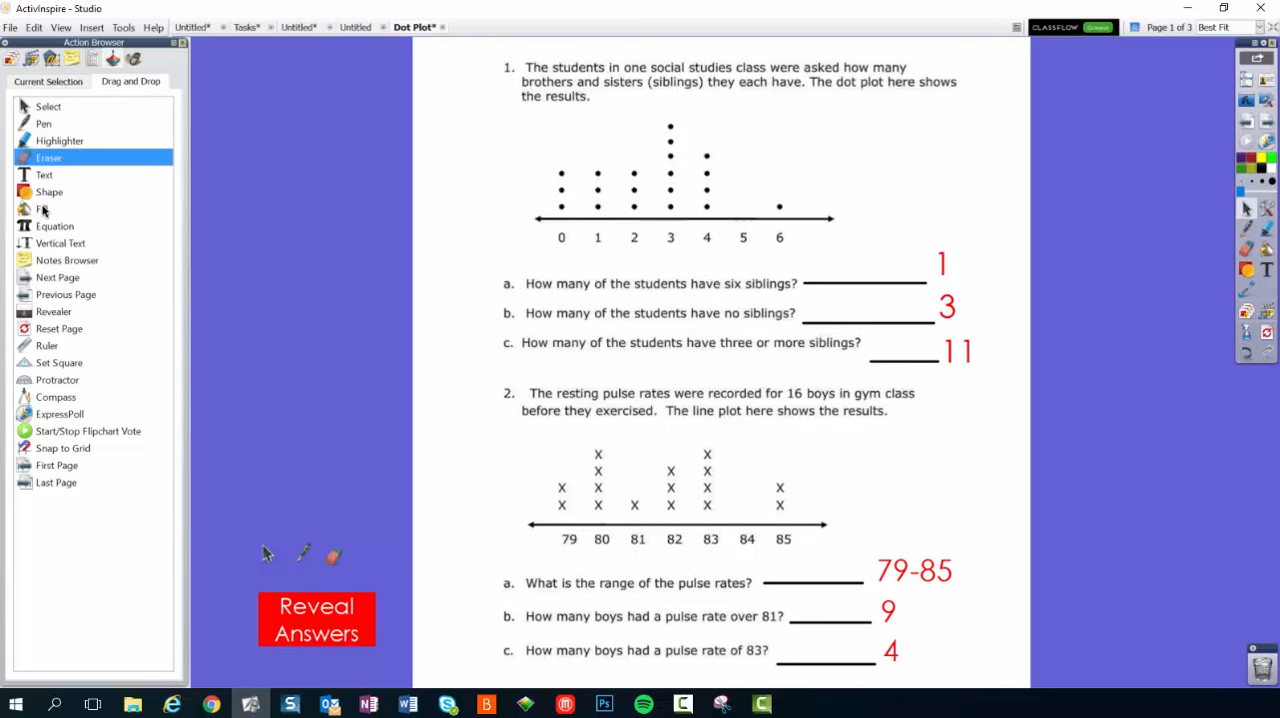 ActivInspire - Studio
File Edit View Insert Tools Help
Untitled* Tasks* Untitled* Untitled Dot Plot*
CLASSFLOW Connect Page 1 of 3 Best Fit
Action Browser
Current Selection Drag and Drop
Select
Pen
Highlighter
Eraser
Text
Shape
Equation
Vertical Text
Notes Browser
Next Page
Previous Page
Revealer
Reset Page
Ruler
Set Square
Protractor
Compass
ExpressPoll
Start/Stop Flipchart Vote
Snap to Grid
First Page
Last Page
Reveal
Answers
1. The students in one social studies class were asked how many
brothers and sisters (siblings) they each have. The dot plot here shows
the results.
0 1 2 3 4 5 6
a. How many of the students have six siblings? 1
b. How many of the students have no siblings? 3
c. How many of the students have three or more siblings? 11
2. The resting pulse rates were recorded for 16 boys in gym class
before they exercised. The line plot here shows the results.
X X
X X X
X X X X X
X X X X X X
79 80 81 82 83 84 85
a. What is the range of the pulse rates? 79-85
b. How many boys had a pulse rate over 81? 9
c. How many boys had a pulse rate of 83? 4